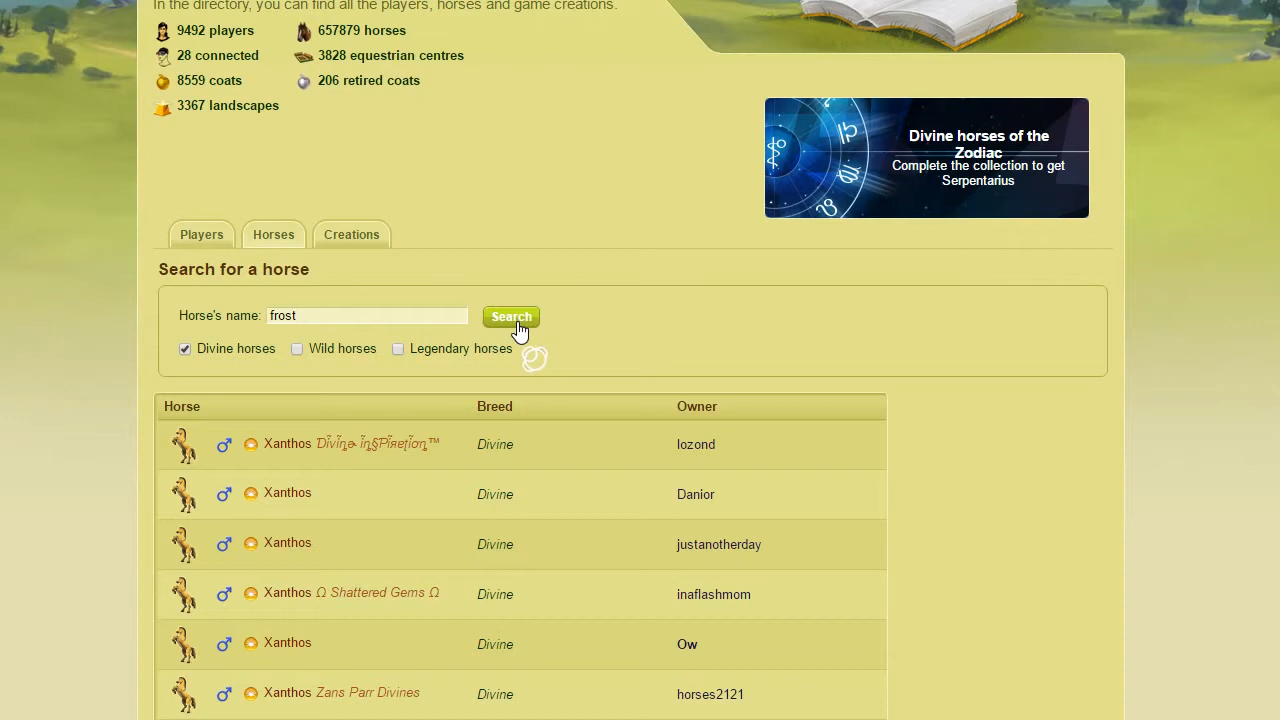 In the directory, you can find all the players, horses and game creations.
9492 players
657879 horses
28 connected
3828 equestrian centres
8559 coats
206 retired coats
3367 landscapes
Divine horses of the
Zodiac
Complete the collection to get
Serpentarius
Players
Horses
Creations
Search for a horse
Horse's name: frost
Search
Divine horses
Wild horses
Legendary horses
Horse Breed Owner
Xanthos Divine lozond
Xanthos Divine Danior
Xanthos Divine justanotherday
Xanthos Ω Shattered Gems Ω Divine inaflashmom
Xanthos Divine Ow
Xanthos Zans Parr Divines Divine horses2121